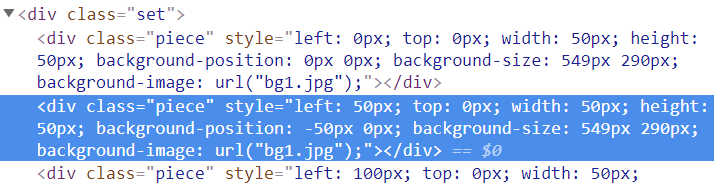 ▼<div class="set">
<div class="piece" style="left: 0px; top: 0px; width: 50px; height:
50px; background-position: 0px 0px; background-size: 549px 290px;
background-image: url("bg1.jpg");"></div>
<div class="piece" style="left: 50px; top: 0px; width: 50px; height:
50px; background-position: -50px 0px; background-size: 549px 290px;
background-image: url("bg1.jpg");"></div> == $0
<div class="piece" style="left: 100px; top: 0px; width: 50px;